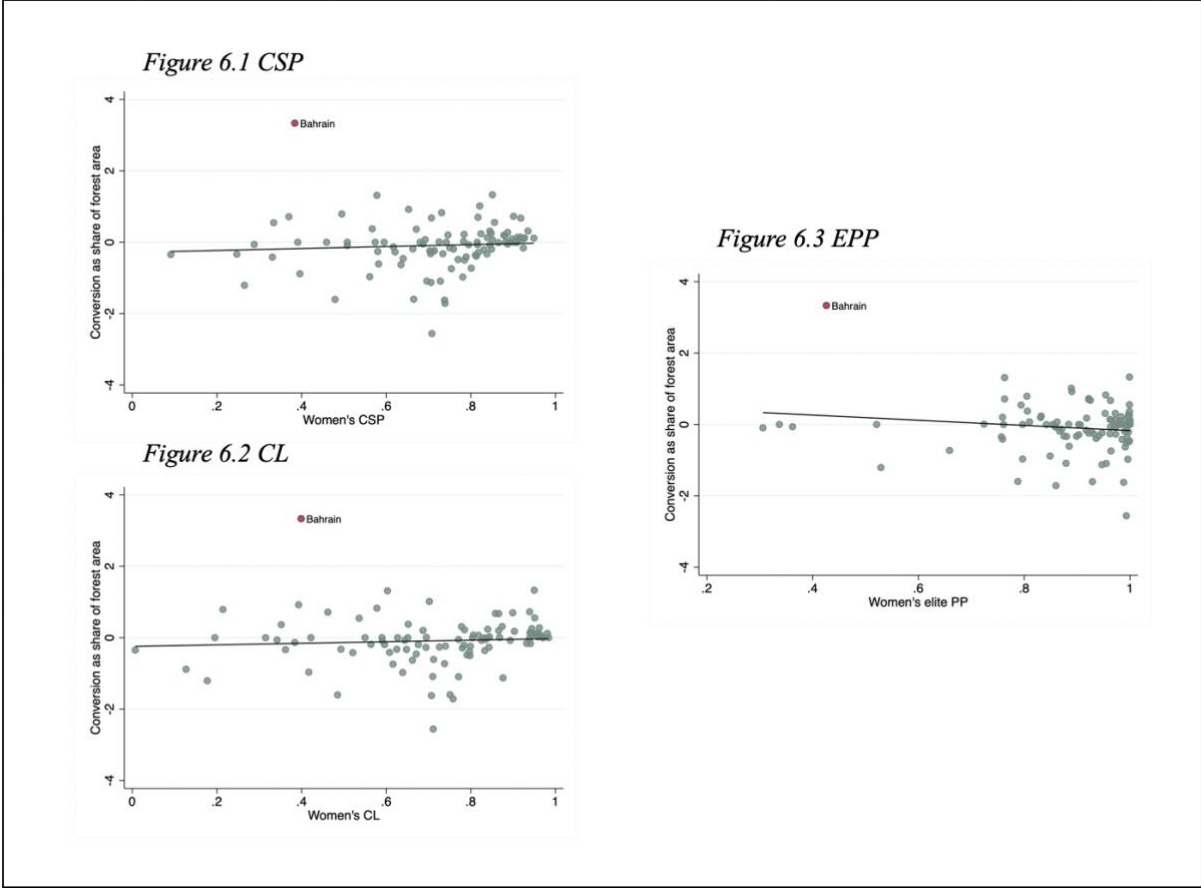 Figure 6.1 CSP
Conversion as share of forest area
4
2
0
-2
-4
Bahrain
0 .2 .4 .6 .8 1
Women's CSP
Figure 6.2 CL
Conversion as share of forest area
4
2
0
-2
-4
Bahrain
0 .2 .4 .6 .8 1
Women's CL
Figure 6.3 EPP
Conversion as share of forest area
4
2
0
-2
-4
Bahrain
.2 .4 .6 .8 1
Women's elite PP